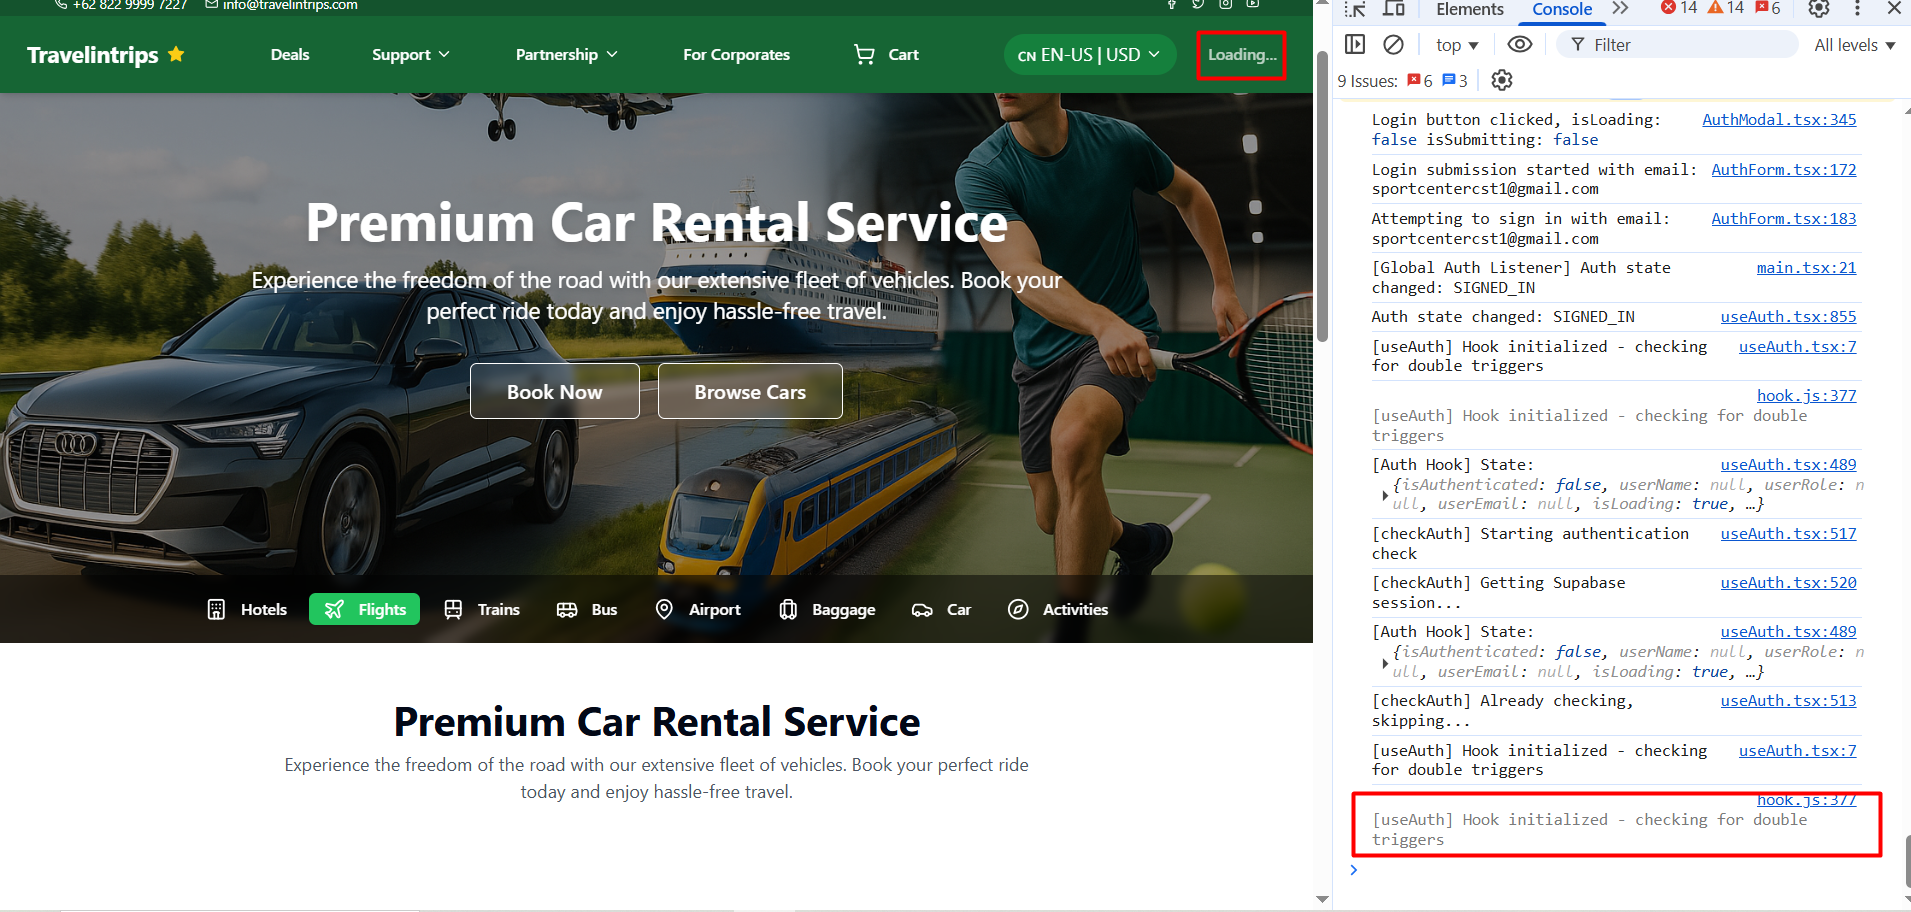 +62 822 9999 7227 info@travelintrips.com
Travelintrips Deals Support Partnership For Corporates Cart CN EN-US | USD Loading...
Premium Car Rental Service
Experience the freedom of the road with our extensive fleet of vehicles. Book your
perfect ride today and enjoy hassle-free travel.
Book Now Browse Cars
Hotels Flights Trains Bus Airport Baggage Car Activities
Premium Car Rental Service
Experience the freedom of the road with our extensive fleet of vehicles. Book your perfect ride
today and enjoy hassle-free travel.
Elements Console 14 14 6
top Filter All levels
9 Issues: 6 3
Login button clicked, isLoading: AuthModal.tsx:345
false isSubmitting: false
Login submission started with email: AuthForm.tsx:172
sportcentercst1@gmail.com
Attempting to sign in with email: AuthForm.tsx:183
sportcentercst1@gmail.com
[Global Auth Listener] Auth state main.tsx:21
changed: SIGNED_IN
Auth state changed: SIGNED_IN useAuth.tsx:855
[useAuth] Hook initialized - checking useAuth.tsx:7
for double triggers
hook.js:377
[useAuth] Hook initialized - checking for double
triggers
[Auth Hook] State: useAuth.tsx:489
{isAuthenticated: false, userName: null, userRole: n
ull, userEmail: null, isLoading: true, …}
[checkAuth] Starting authentication useAuth.tsx:517
check
[checkAuth] Getting Supabase useAuth.tsx:520
session...
[Auth Hook] State: useAuth.tsx:489
{isAuthenticated: false, userName: null, userRole: n
ull, userEmail: null, isLoading: true, …}
[checkAuth] Already checking, useAuth.tsx:513
skipping...
[useAuth] Hook initialized - checking useAuth.tsx:7
for double triggers
hook.js:377
[useAuth] Hook initialized - checking for double
triggers